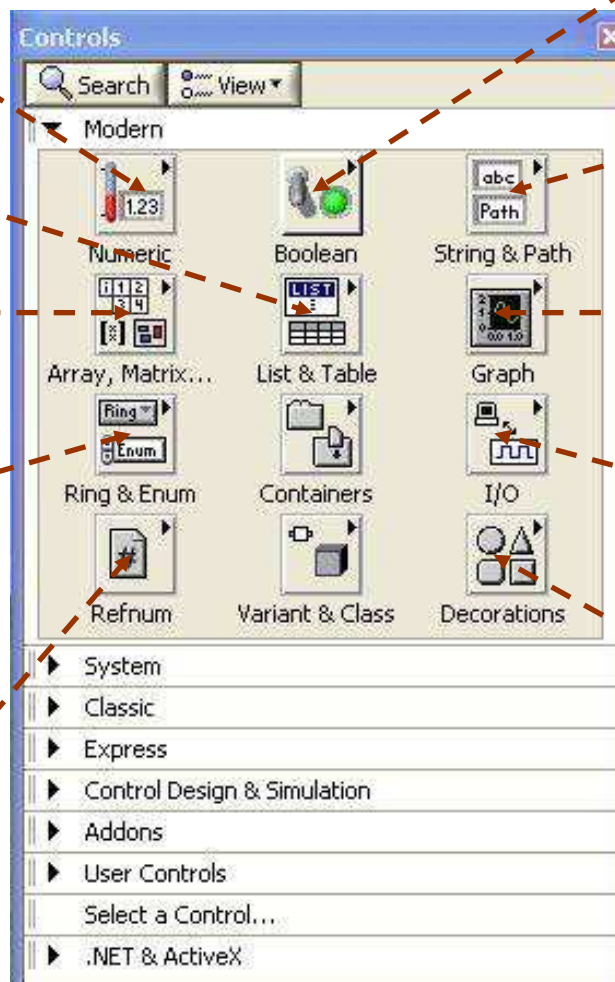 Controls
Search View
Modern
1.23 abc
Path
Numeric Boolean String & Path
LIST
Array, Matrix... List & Table Graph
Ring
Enum
Ring & Enum Containers I/O
#
Refnum Variant & Class Decorations
System
Classic
Express
Control Design & Simulation
Addons
User Controls
Select a Control...
.NET & ActiveX